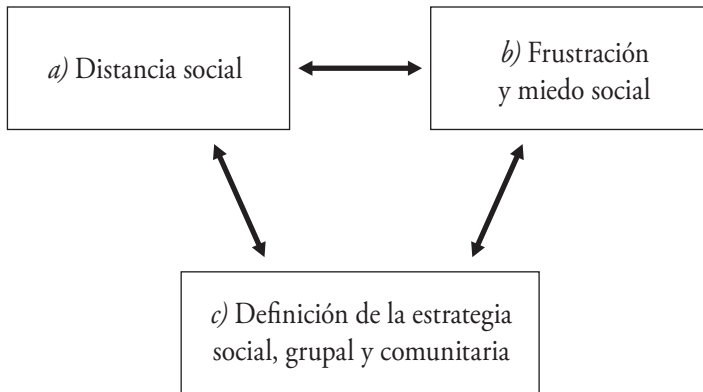 a) Distancia social
b) Frustración
y miedo social
c) Definición de la estrategia
social, grupal y comunitaria